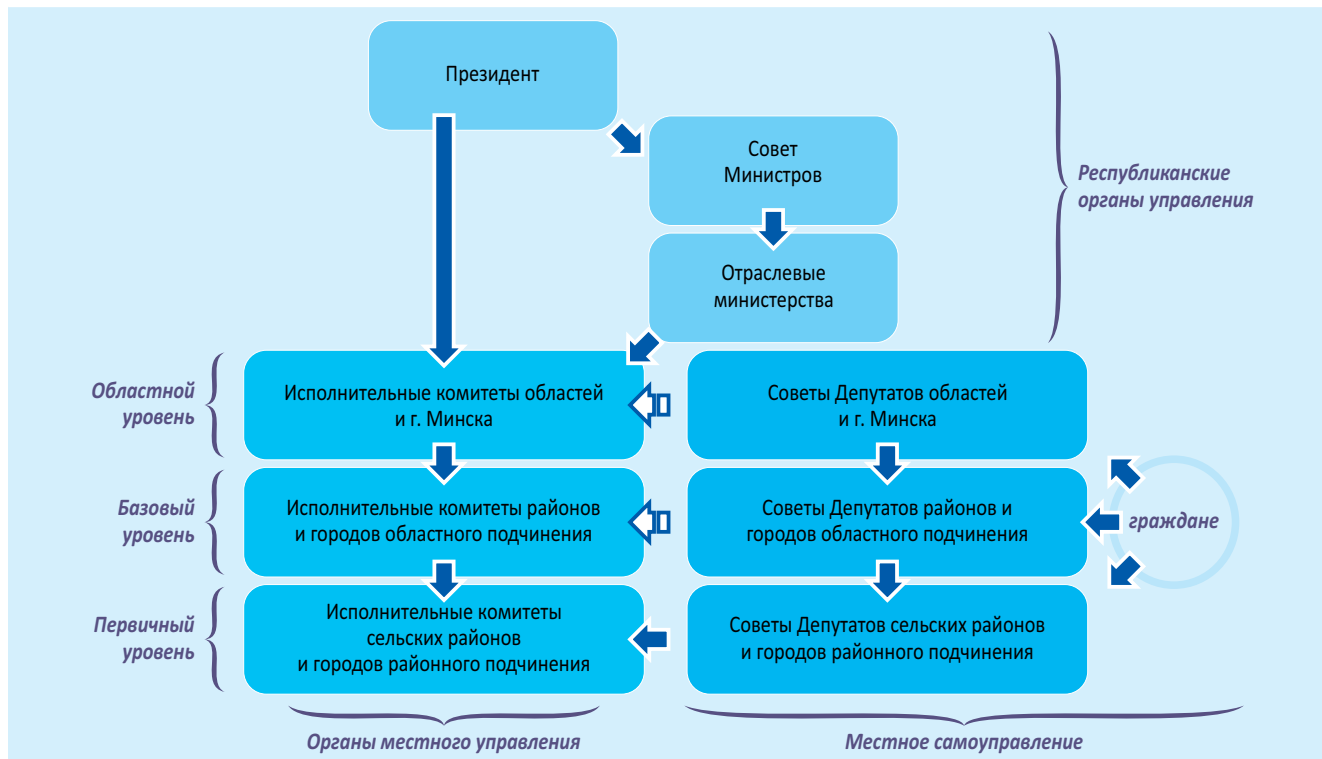 Президент
Совет
Министров
Республиканские
органы управления
Отраслевые
министерства
Областной
уровень
Исполнительные комитеты областей
и г. Минска
Советы Депутатов областей
и г. Минска
Базовый
уровень
Исполнительные комитеты районов
и городов областного подчинения
Советы Депутатов районов и
городов областного подчинения
граждане
Первичный
уровень
Исполнительные комитеты
сельских районов
и городов районного подчинения
Советы Депутатов сельских районов
и городов районного подчинения
Органы местного управления
Местное самоуправление